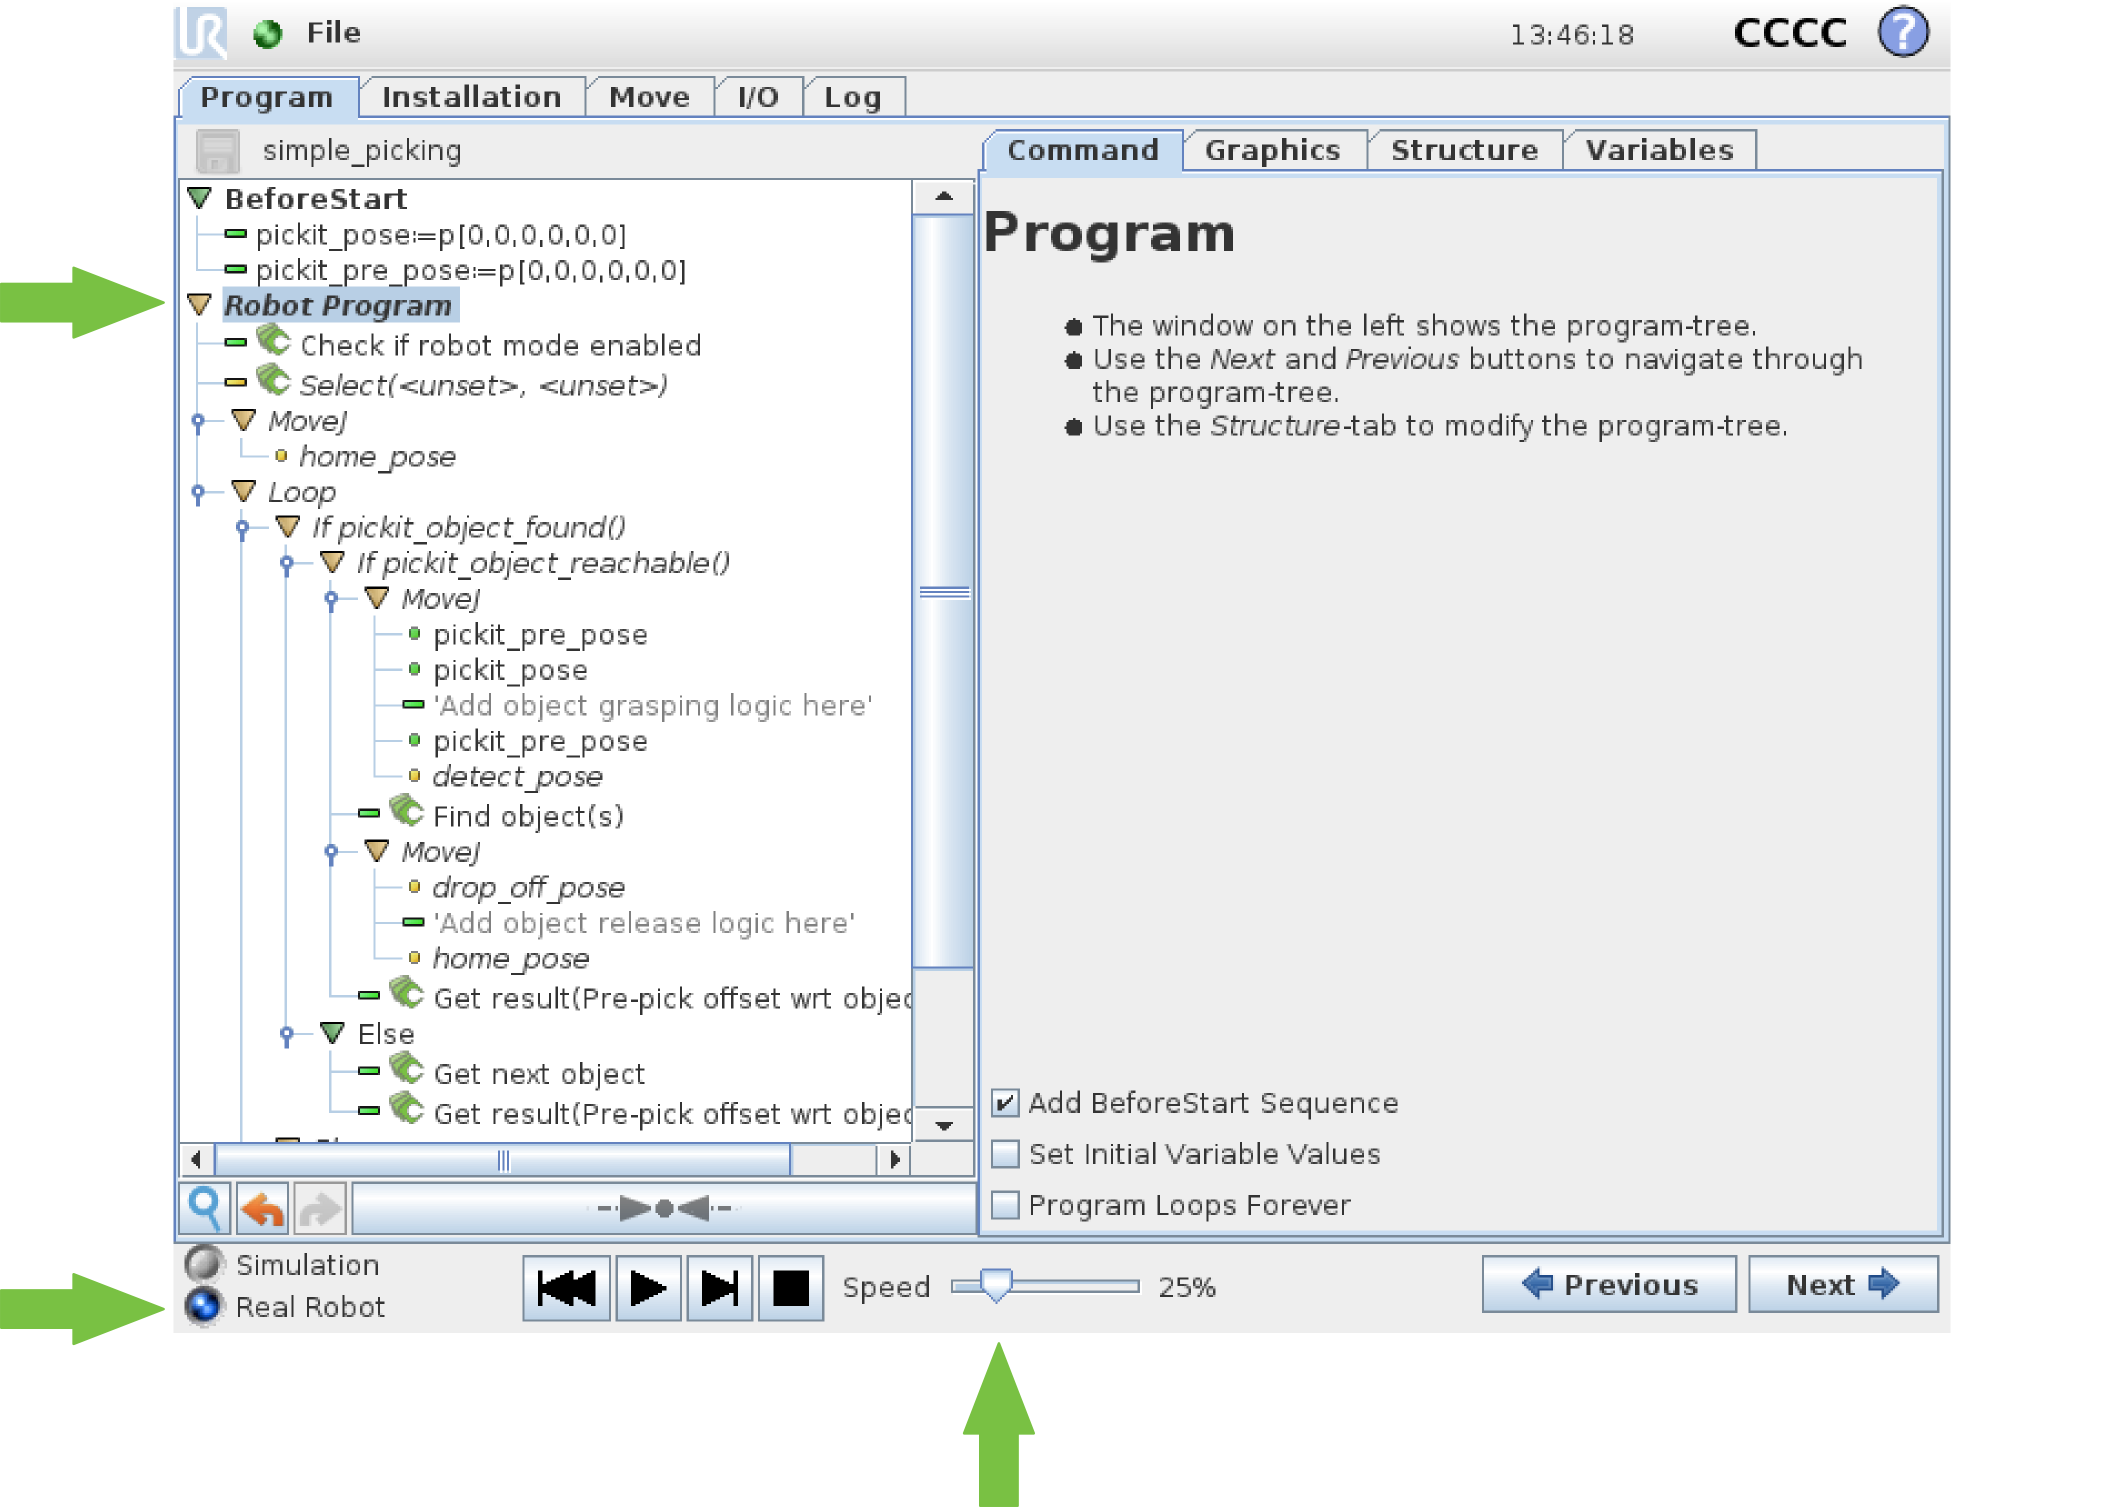 UR File 13:46:18 CCCC ?
Program Installation Move I/O Log
simple_picking
BeforeStart
pickit_pose:=p[0,0,0,0,0,0]
pickit_pre_pose:=p[0,0,0,0,0,0]
Robot Program
Check if robot mode enabled
Select(<unset>, <unset>)
MoveJ
home_pose
Loop
If pickit_object_found()
If pickit_object_reachable()
MoveJ
pickit_pre_pose
pickit_pose
'Add object grasping logic here'
pickit_pre_pose
detect_pose
Find object(s)
MoveJ
drop_off_pose
'Add object release logic here'
home_pose
Get result(Pre-pick offset wrt objec
Else
Get next object
Get result(Pre-pick offset wrt objec
Command Graphics Structure Variables
Program
The window on the left shows the program-tree.
Use the Next and Previous buttons to navigate through
the program-tree.
Use the Structure-tab to modify the program-tree.
Add BeforeStart Sequence
Set Initial Variable Values
Program Loops Forever
Simulation
Real Robot
Speed 25%
Previous Next